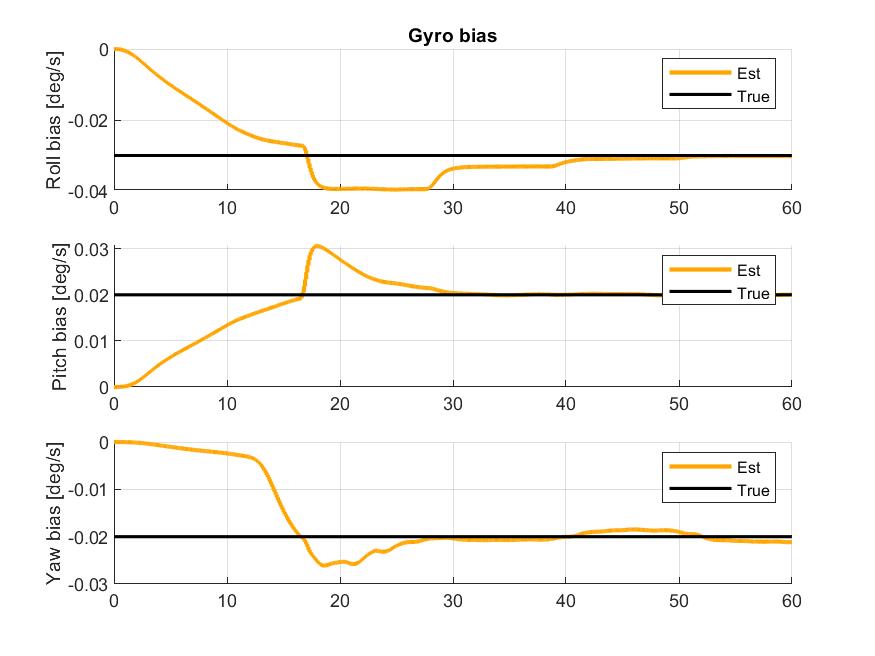 Gyro bias
Roll bias [deg/s]
0
-0.02
-0.04
Est
True
0 10 20 30 40 50 60
Pitch bias [deg/s]
0.03
0.02
0.01
0
Est
True
0 10 20 30 40 50 60
Yaw bias [deg/s]
0
-0.01
-0.02
-0.03
Est
True
0 10 20 30 40 50 60